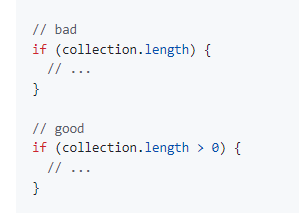 // bad
if (collection.length) {
  // ...
}

// good
if (collection.length > 0) {
  // ...
}